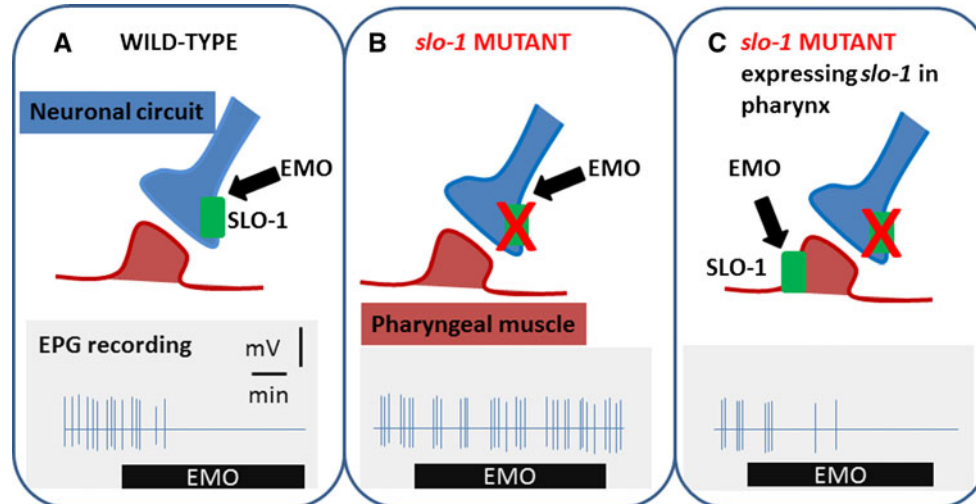 A WILD-TYPE
Neuronal circuit
EMO
SLO-1
EPG recording
mV
min
EMO
B slo-1 MUTANT
EMO
Pharyngeal muscle
EMO
C slo-1 MUTANT
expressing slo-1 in
pharynx
EMO
SLO-1
EMO